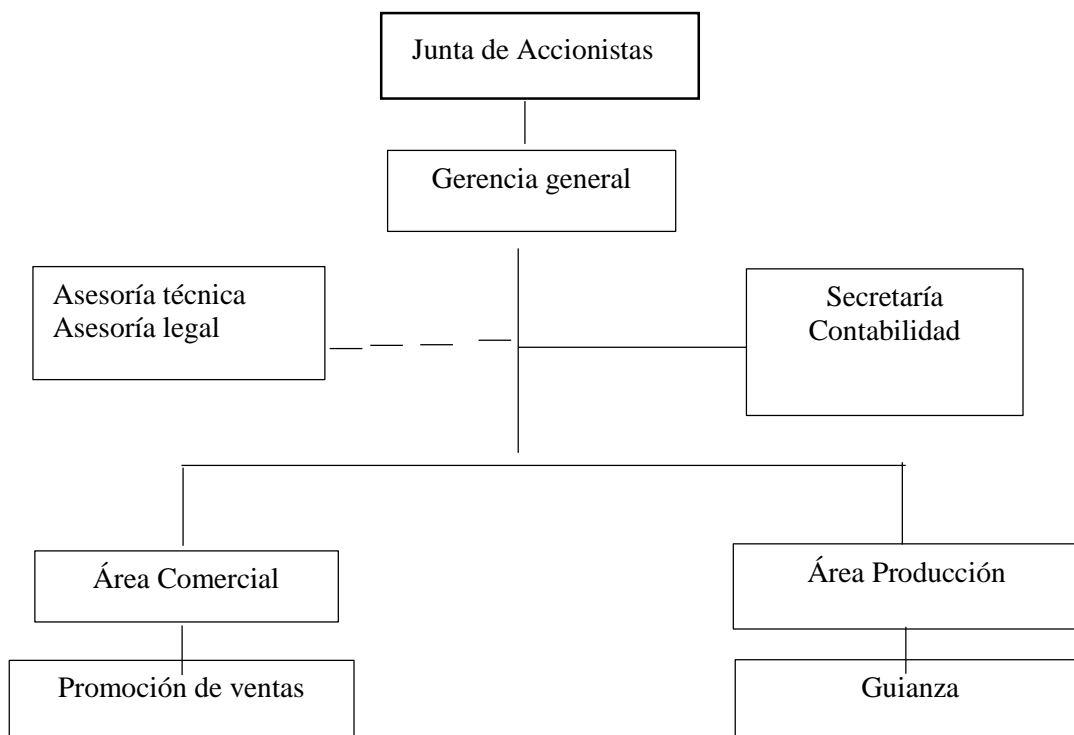 Junta de Accionistas
Gerencia general
Asesoría técnica
Asesoría legal
Secretaría
Contabilidad
Área Comercial
Área Producción
Promoción de ventas
Guianza